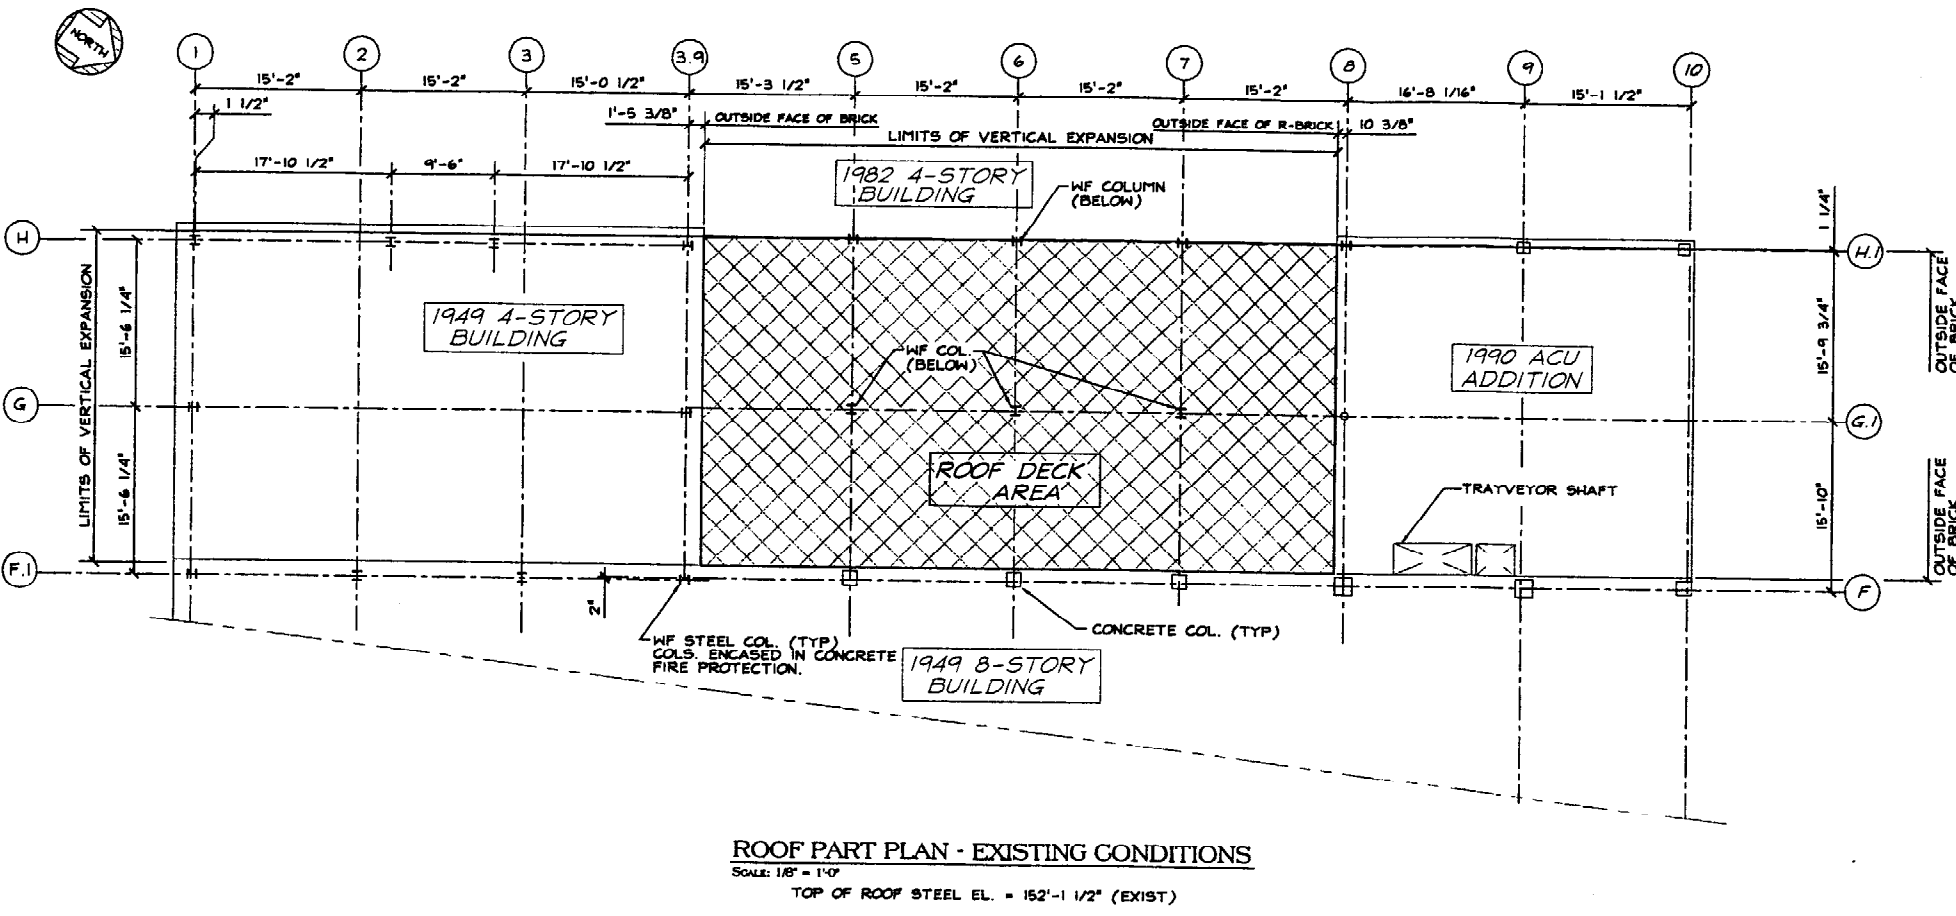 NORTH
1
2
3
3.9
5
6
7
8
9
10
15'-2"
15'-2"
15'-0 1/2"
15'-3 1/2"
15'-2"
15'-2"
15'-2"
16'-8 1/16"
15'-1 1/2"
1 1/2"
1'-5 3/8"
OUTSIDE FACE OF BRICK
OUTSIDE FACE OF R-BRICK
10 3/8"
LIMITS OF VERTICAL EXPANSION
17'-10 1/2"
9'-6"
17'-10 1/2"
1982 4-STORY
BUILDING
WF COLUMN
(BELOW)
1 1/4"
H
H.1
LIMITS OF VERTICAL EXPANSION
15'-6 1/4"
1949 4-STORY
BUILDING
WF COL.
(BELOW)
1990 ACU
ADDITION
15'-9 3/4"
OUTSIDE FACE
OF BRICK
G
G.1
15'-6 1/4"
ROOF DECK
AREA
TRAYVEYOR SHAFT
15'-10"
OUTSIDE FACE
OF BRICK
F.1
F
2"
WF STEEL COL. (TYP)
COLS. ENCASED IN CONCRETE
FIRE PROTECTION.
CONCRETE COL. (TYP)
1949 8-STORY
BUILDING
ROOF PART PLAN - EXISTING CONDITIONS
SCALE: 1/8" = 1'-0"
TOP OF ROOF STEEL EL. = 152'-1 1/2" (EXIST)